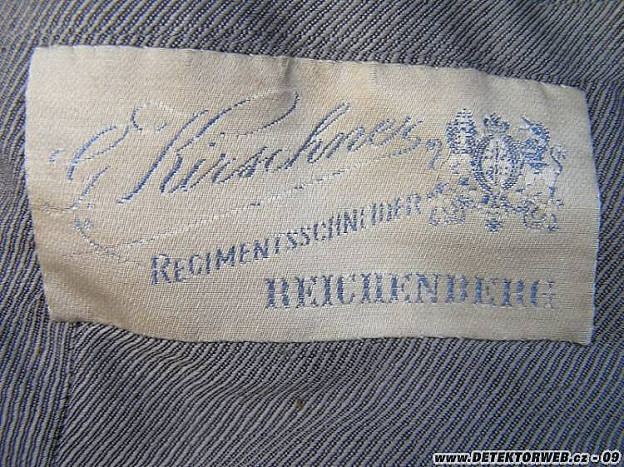 G Kirschner
REGIMENTSSCHNEIDER
REICHENBERG
www.DETEKTORWEB.cz - 09